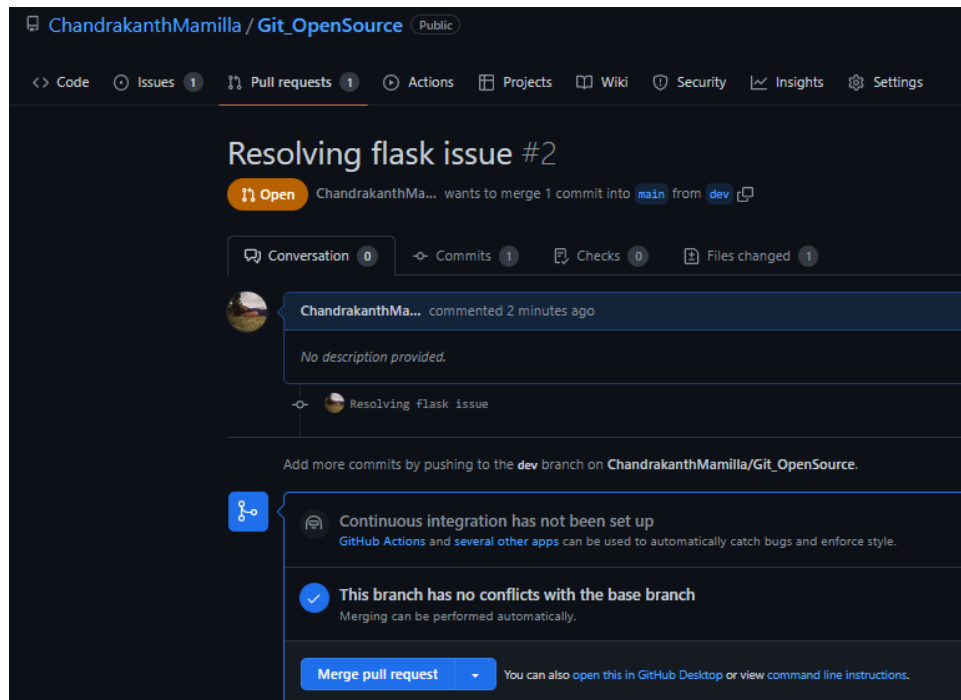 ChandrakanthMamilla / Git_OpenSource Public
<> Code Issues 1 Pull requests 1 Actions Projects Wiki Security Insights Settings
Resolving flask issue #2
Open ChandrakanthMa... wants to merge 1 commit into main from dev
Conversation 0 Commits 1 Checks 0 Files changed 1
ChandrakanthMa... commented 2 minutes ago
No description provided.
Resolving flask issue
Add more commits by pushing to the dev branch on ChandrakanthMamilla/Git_OpenSource.
Continuous integration has not been set up
GitHub Actions and several other apps can be used to automatically catch bugs and enforce style.
This branch has no conflicts with the base branch
Merging can be performed automatically.
Merge pull request You can also open this in GitHub Desktop or view command line instructions.